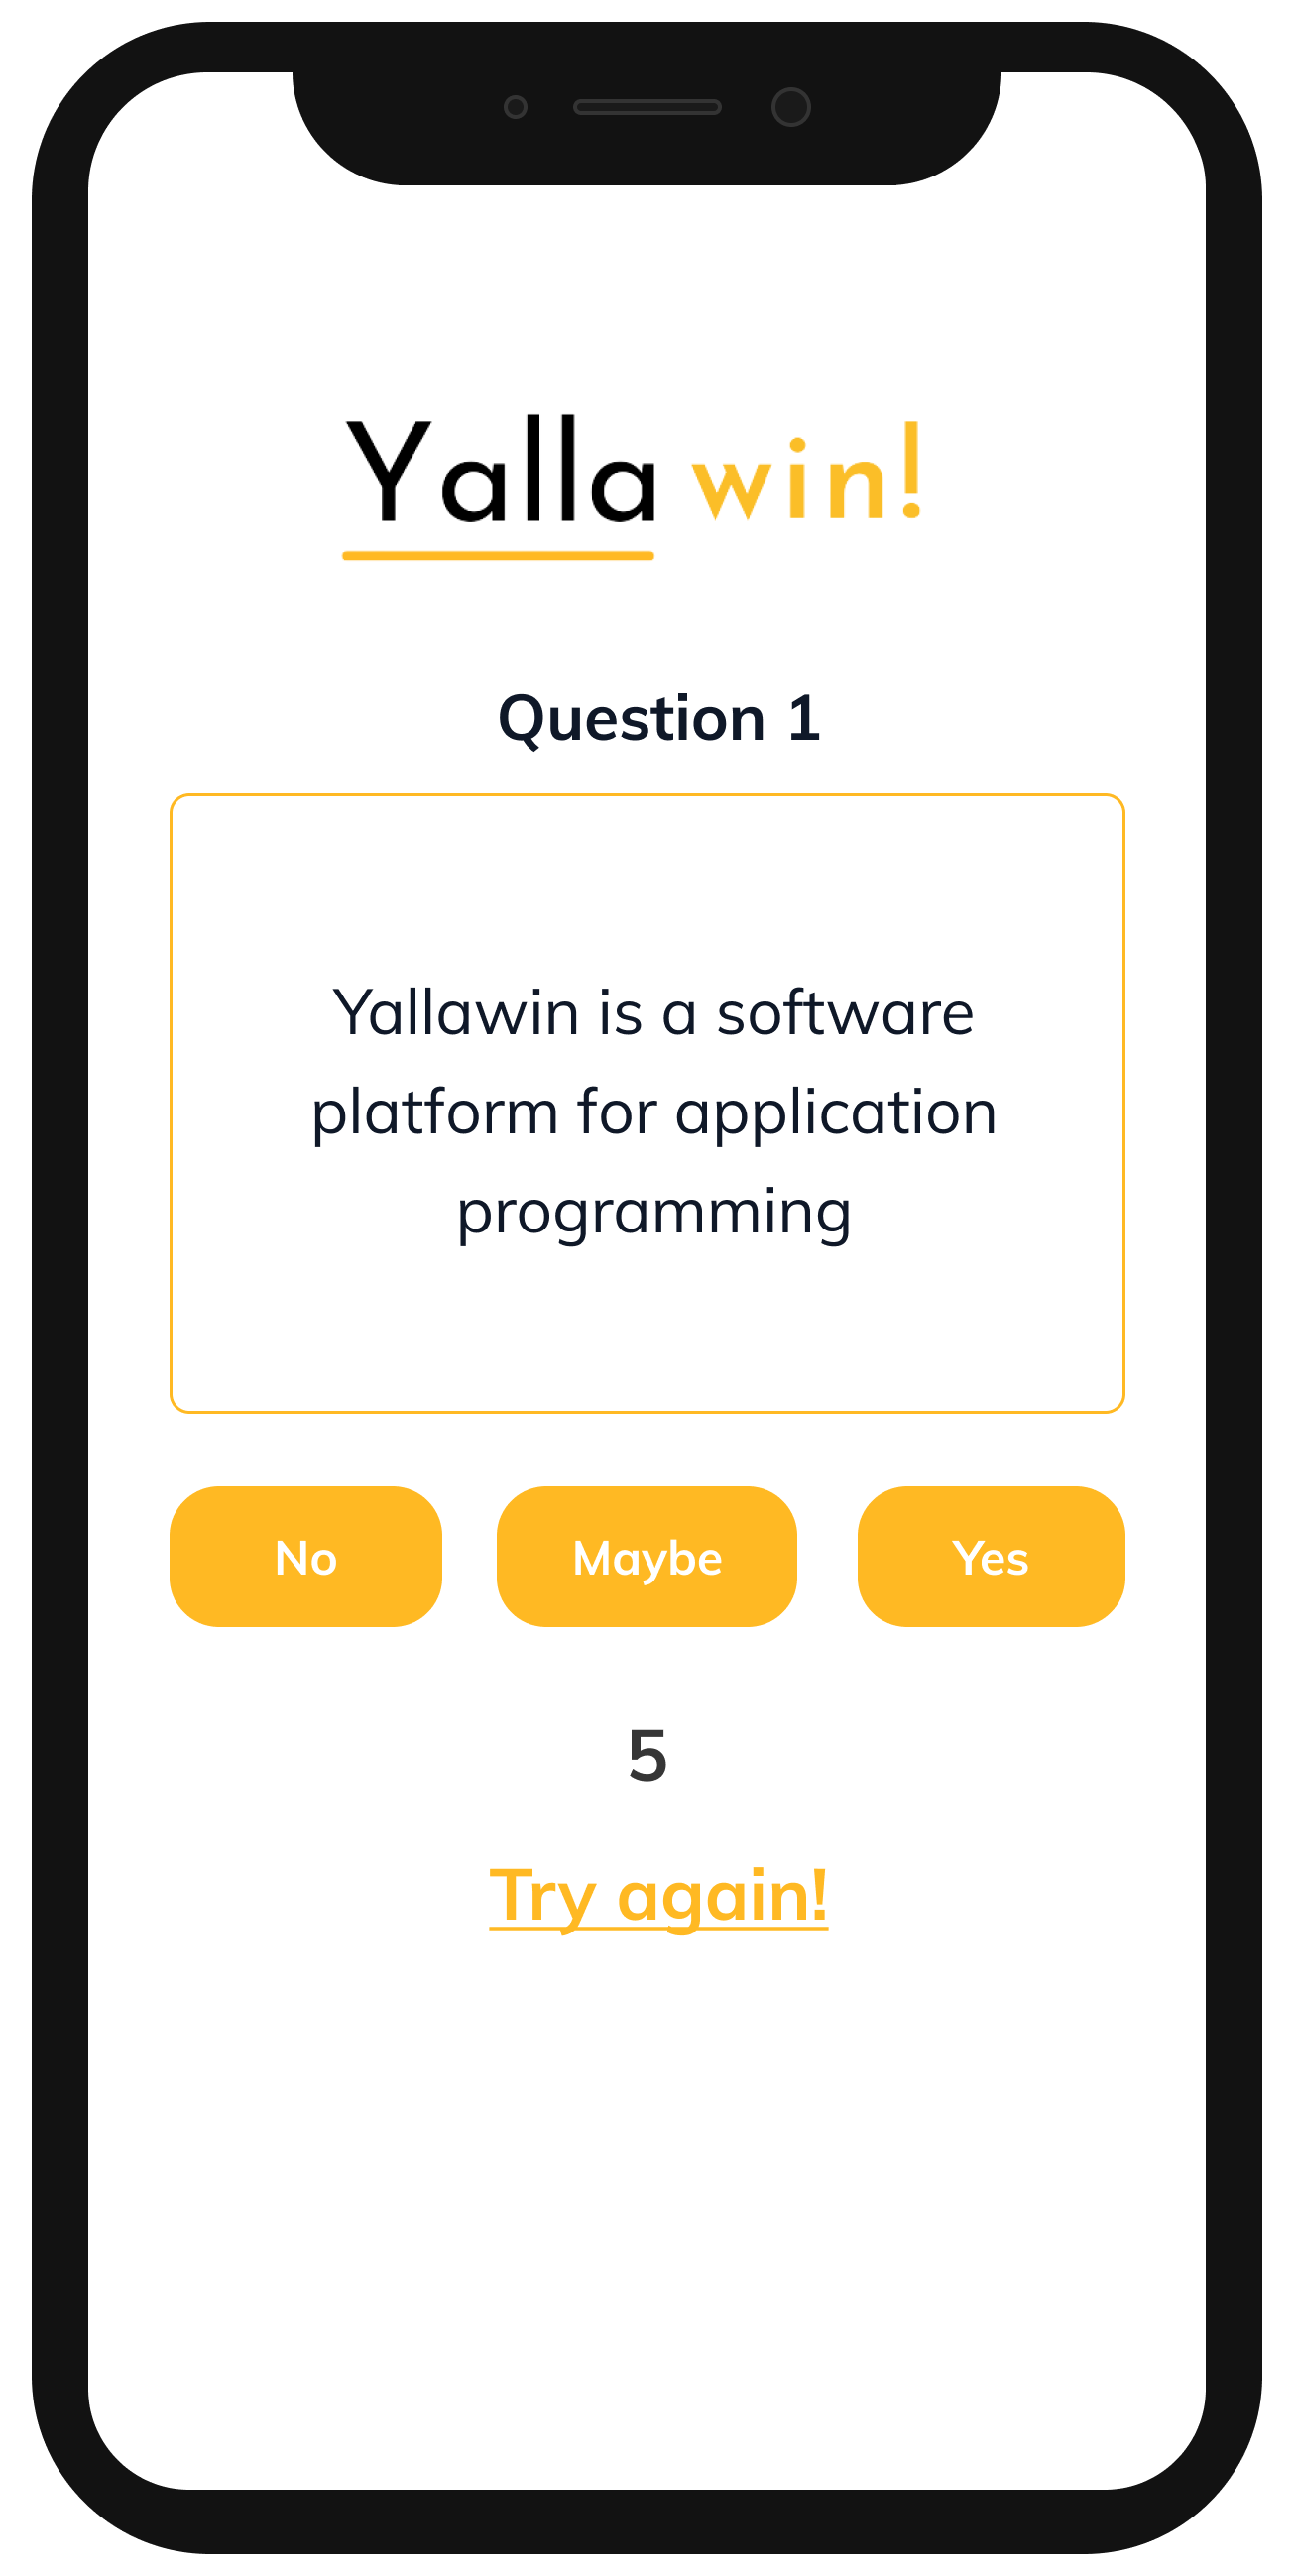 Yalla win!
Question 1
Yallawin is a software
platform for application
programming
No Maybe Yes
5
Try again!